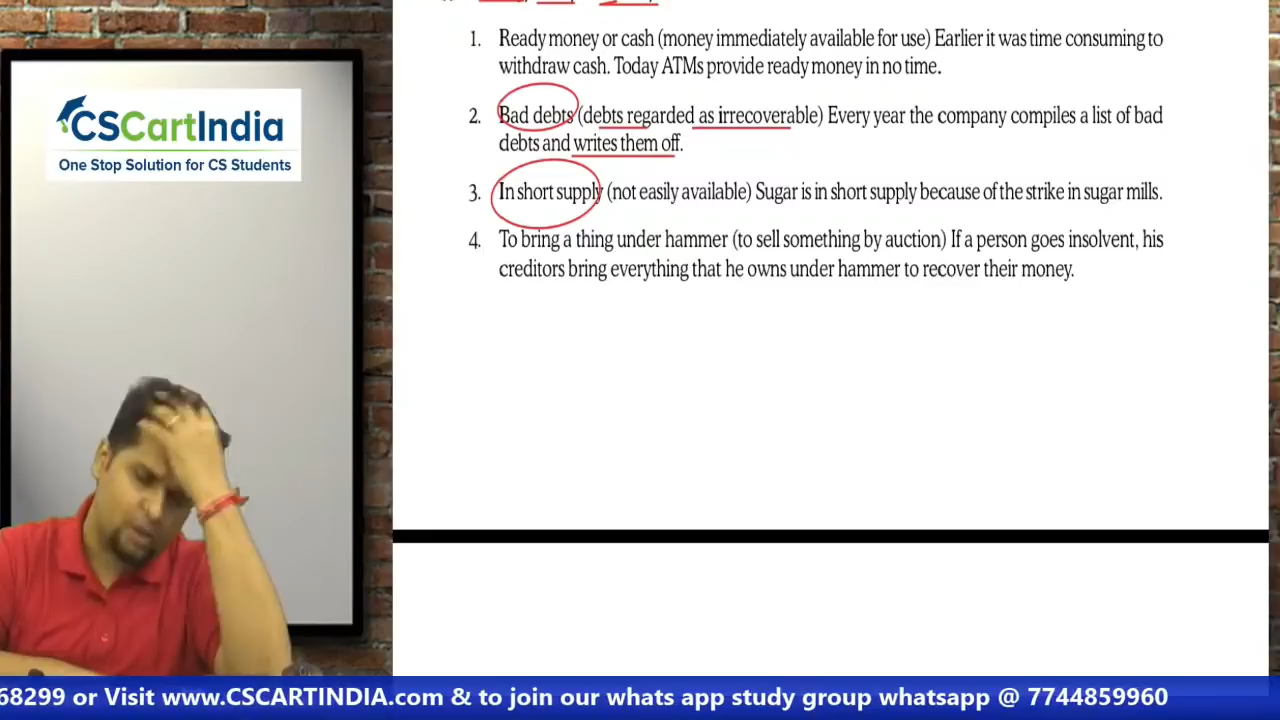 CSCartIndia
One Stop Solution for CS Students
1. Ready money or cash (money immediately available for use) Earlier it was time consuming to
withdraw cash. Today ATMs provide ready money in no time.
2. Bad debts (debts regarded as irrecoverable) Every year the company compiles a list of bad
debts and writes them off.
3. In short supply (not easily available) Sugar is in short supply because of the strike in sugar mills.
4. To bring a thing under hammer (to sell something by auction) If a person goes insolvent, his
creditors bring everything that he owns under hammer to recover their money.
68299 or Visit www.CSCARTINDIA.com & to join our whats app study group whatsapp @ 7744859960